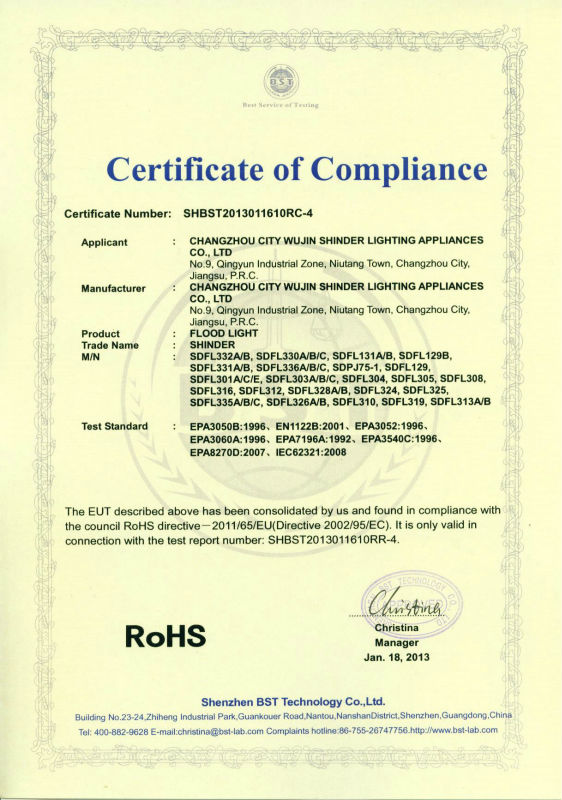 BST
Best Service of Testing
Certificate of Compliance
Certificate Number: SHBST2013011610RC-4
Applicant : CHANGZHOU CITY WUJIN SHINDER LIGHTING APPLIANCES
CO., LTD
No.9, Qingyun Industrial Zone, Niutang Town, Changzhou City,
Jiangsu, P.R.C.
Manufacturer : CHANGZHOU CITY WUJIN SHINDER LIGHTING APPLIANCES
CO., LTD
No.9, Qingyun Industrial Zone, Niutang Town, Changzhou City,
Jiangsu, P.R.C.
Product : FLOOD LIGHT
Trade Name : SHINDER
M/N : SDFL332A/B, SDFL330A/B/C, SDFL131A/B, SDFL129B,
SDFL331A/B, SDFL336A/B/C, SDPJ75-1, SDFL129,
SDFL301A/C/E, SDFL303A/B/C, SDFL304, SDFL305, SDFL308,
SDFL316, SDFL312, SDFL328A/B, SDFL324, SDFL325,
SDFL335A/B/C, SDFL326A/B, SDFL310, SDFL319, SDFL313A/B
Test Standard : EPA3050B:1996、EN1122B:2001、EPA3052:1996、
EPA3060A:1996、EPA7196A:1992、EPA3540C:1996、
EPA8270D:2007、IEC62321:2008
The EUT described above has been consolidated by us and found in compliance with
the council RoHS directive－2011/65/EU(Directive 2002/95/EC). It is only valid in
connection with the test report number: SHBST2013011610RR-4.
Christina
RoHS
Christina
Manager
Jan. 18, 2013
Shenzhen BST Technology Co.,Ltd.
Building No.23-24,Zhiheng Industrial Park,Guankouer Road,Nantou,NanshanDistrict,Shenzhen,Guangdong,China
Tel: 400-882-9628 E-mail:christina@bst-lab.com Complaints hotline:86-755-26747756.http://www.bst-lab.com